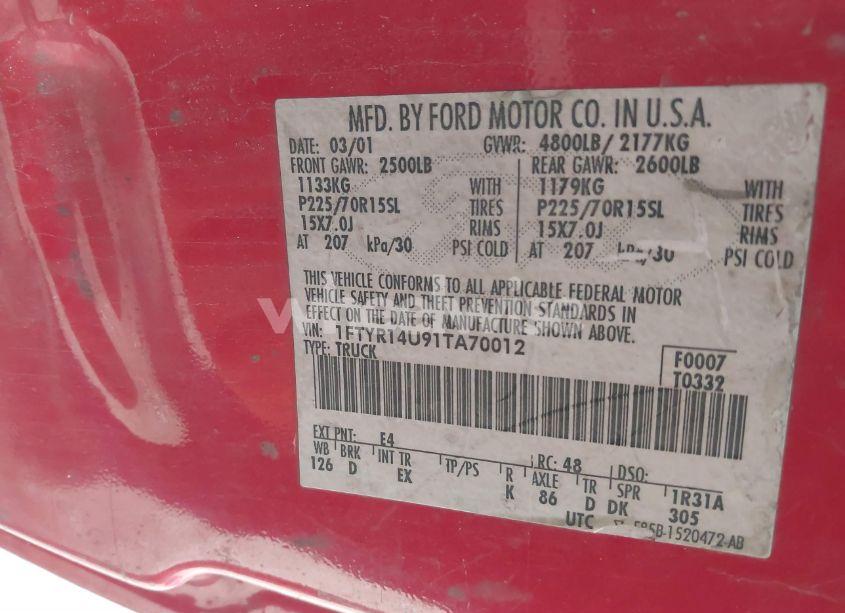 MFD. BY FORD MOTOR CO. IN U.S.A.
DATE: 03/01 GVWR: 4800LB/ 2177KG
FRONT GAWR: 2500LB REAR GAWR: 2600LB
1133KG WITH 1179KG WITH
P225/70R15SL TIRES P225/70R15SL TIRES
15X7.0J RIMS 15X7.0J RIMS
AT 207 kPa/30 PSI COLD AT 207 kPa/30 PSI COLD
THIS VEHICLE CONFORMS TO ALL APPLICABLE FEDERAL MOTOR
VEHICLE SAFETY AND THEFT PREVENTION STANDARDS IN
EFFECT ON THE DATE OF MANUFACTURE SHOWN ABOVE.
VIN: 1FTYR14U91TA70012
TYPE: TRUCK
F0007
T0332
EXT PNT: E4 RC: 48 DSO:
WB BRK INT TR TP/PS R AXLE TR SPR 1R31A
126 D EX K 86 D DK 305
UTC F85B-1520472-AB